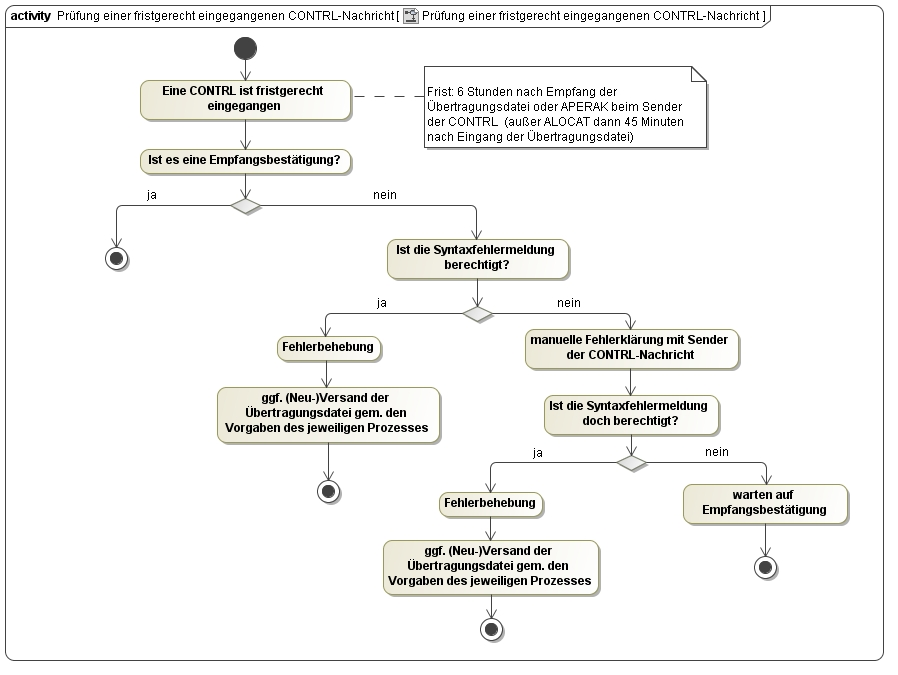 activity Prüfung einer fristgerecht eingegangenen CONTRL-Nachricht [ Prüfung einer fristgerecht eingegangenen CONTRL-Nachricht ]
Eine CONTRL ist fristgerecht
eingegangen
Frist: 6 Stunden nach Empfang der
Übertragungsdatei oder APERAK beim Sender
der CONTRL (außer ALOCAT dann 45 Minuten
nach Eingang der Übertragungsdatei)
Ist es eine Empfangsbestätigung?
ja
nein
Ist die Syntaxfehlermeldung
berechtigt?
ja
nein
Fehlerbehebung
manuelle Fehlerklärung mit Sender
der CONTRL-Nachricht
ggf. (Neu-)Versand der
Übertragungsdatei gem. den
Vorgaben des jeweiligen Prozesses
Ist die Syntaxfehlermeldung
doch berechtigt?
ja
nein
Fehlerbehebung
warten auf
Empfangsbestätigung
ggf. (Neu-)Versand der
Übertragungsdatei gem. den
Vorgaben des jeweiligen Prozesses